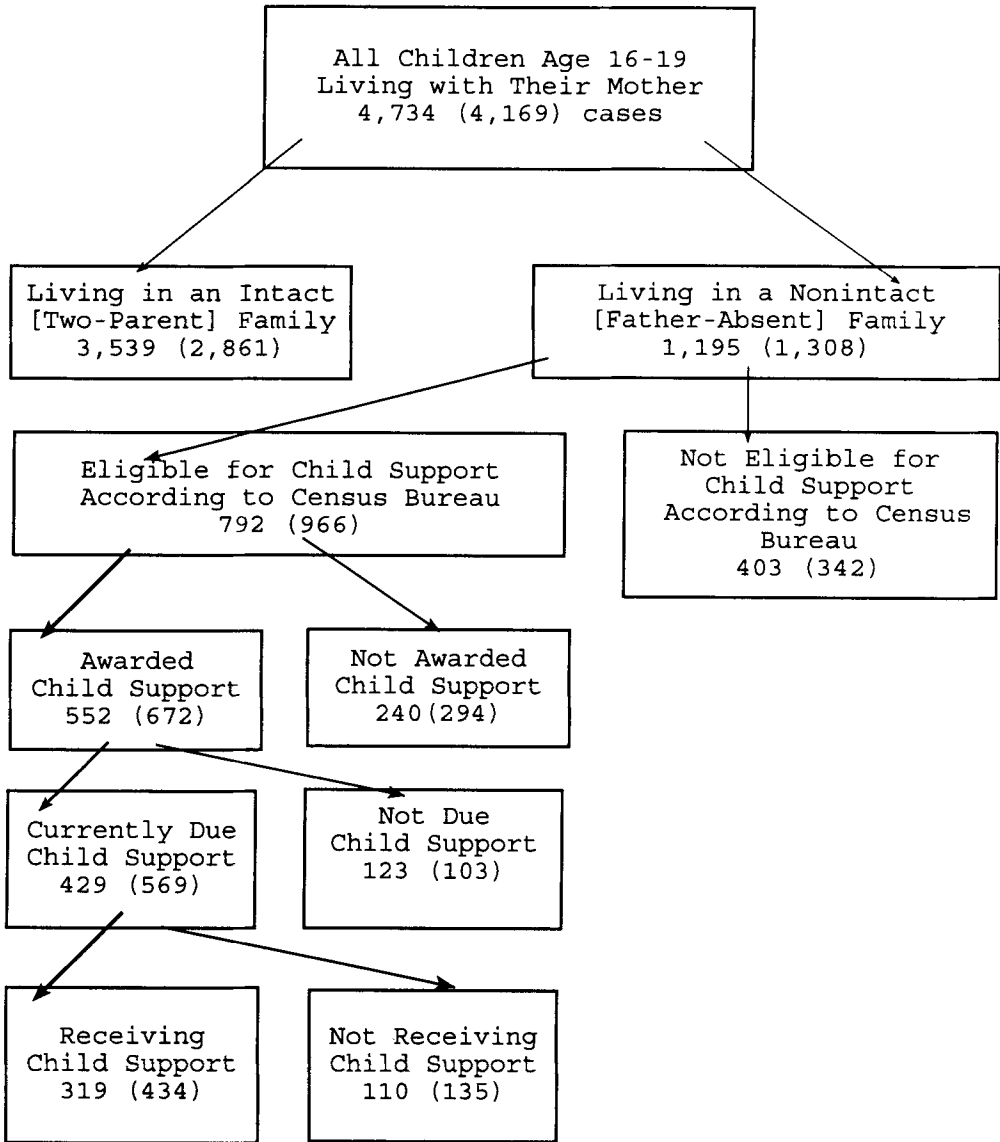 All Children Age 16-19
Living with Their Mother
4,734 (4,169) cases
Living in an Intact
[Two-Parent] Family
3,539 (2,861)
Living in a Nonintact
[Father-Absent] Family
1,195 (1,308)
Eligible for Child Support
According to Census Bureau
792 (966)
Not Eligible for
Child Support
According to Census
Bureau
403 (342)
Awarded
Child Support
552 (672)
Not Awarded
Child Support
240(294)
Currently Due
Child Support
429 (569)
Not Due
Child Support
123 (103)
Receiving
Child Support
319 (434)
Not Receiving
Child Support
110 (135)